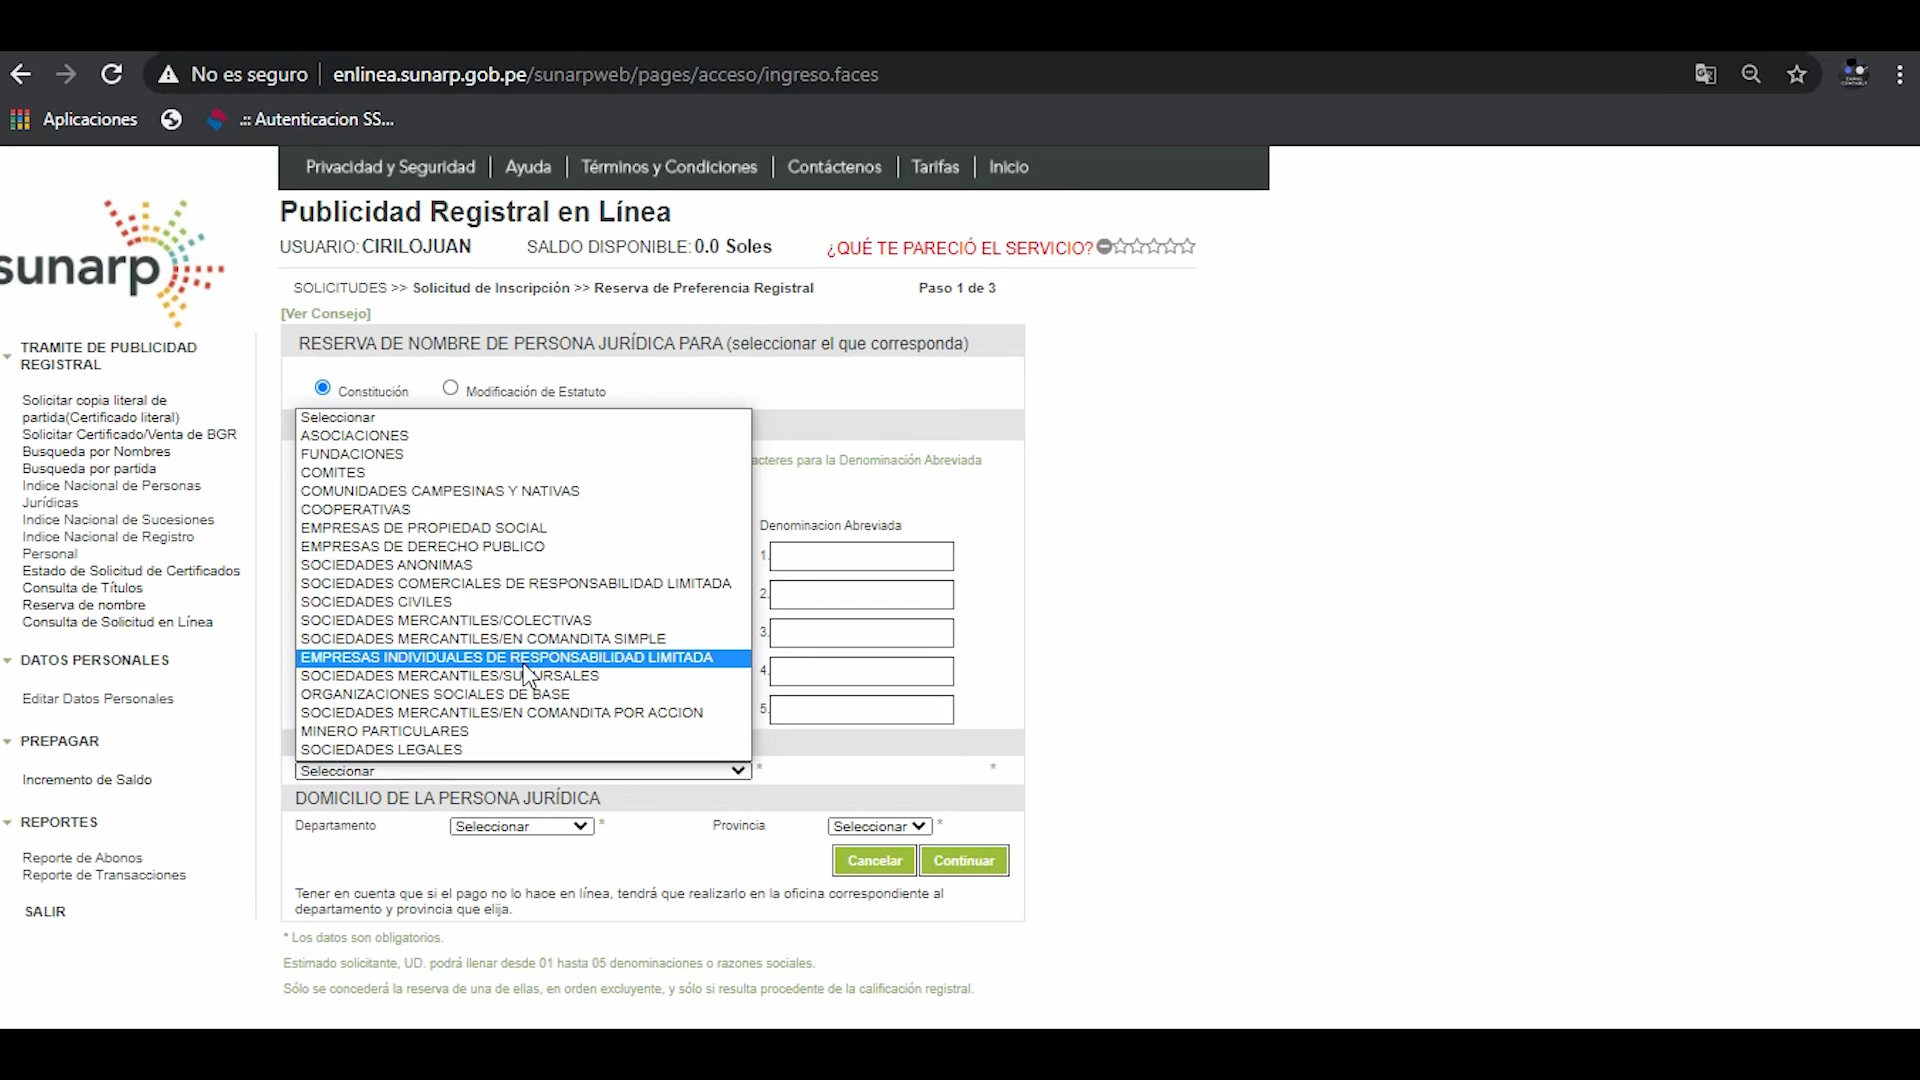 No es seguro enlinea.sunarp.gob.pe/sunarpweb/pages/acceso/ingreso.faces
Aplicaciones .:: Autenticacion SS...
Privacidad y Seguridad Ayuda Términos y Condiciones Contáctenos Tarifas Inicio
sunarp
Publicidad Registral en Línea
USUARIO: CIRILOJUAN SALDO DISPONIBLE: 0.0 Soles ¿QUÉ TE PARECIÓ EL SERVICIO?
SOLICITUDES >> Solicitud de Inscripción >> Reserva de Preferencia Registral Paso 1 de 3
[Ver Consejo]
TRAMITE DE PUBLICIDAD
REGISTRAL
Solicitar copia literal de
partida(Certificado literal)
Solicitar Certificado/Venta de BGR
Busqueda por Nombres
Busqueda por partida
Indice Nacional de Personas
Jurídicas
Indice Nacional de Sucesiones
Indice Nacional de Registro
Personal
Estado de Solicitud de Certificados
Consulta de Títulos
Reserva de nombre
Consulta de Solicitud en Línea
DATOS PERSONALES
Editar Datos Personales
PREPAGAR
Incremento de Saldo
REPORTES
Reporte de Abonos
Reporte de Transacciones
SALIR
RESERVA DE NOMBRE DE PERSONA JURÍDICA PARA (seleccionar el que corresponda)
Constitución Modificación de Estatuto
Seleccionar
ASOCIACIONES
FUNDACIONES
COMITES
COMUNIDADES CAMPESINAS Y NATIVAS
COOPERATIVAS
EMPRESAS DE PROPIEDAD SOCIAL
EMPRESAS DE DERECHO PUBLICO
SOCIEDADES ANONIMAS
SOCIEDADES COMERCIALES DE RESPONSABILIDAD LIMITADA
SOCIEDADES CIVILES
SOCIEDADES MERCANTILES/COLECTIVAS
SOCIEDADES MERCANTILES/EN COMANDITA SIMPLE
EMPRESAS INDIVIDUALES DE RESPONSABILIDAD LIMITADA
SOCIEDADES MERCANTILES/SUCURSALES
ORGANIZACIONES SOCIALES DE BASE
SOCIEDADES MERCANTILES/EN COMANDITA POR ACCION
MINERO PARTICULARES
SOCIEDADES LEGALES
acteres para la Denominación Abreviada
Denominacion Abreviada
1.
2.
3.
4.
5.
Seleccionar * *
DOMICILIO DE LA PERSONA JURÍDICA
Departamento Seleccionar * Provincia Seleccionar *
Cancelar Continuar
Tener en cuenta que si el pago no lo hace en línea, tendrá que realizarlo en la oficina correspondiente al
departamento y provincia que elija.
* Los datos son obligatorios.
Estimado solicitante, UD. podrá llenar desde 01 hasta 05 denominaciones o razones sociales.
Sólo se concederá la reserva de una de ellas, en orden excluyente, y sólo si resulta procedente de la calificación registral.